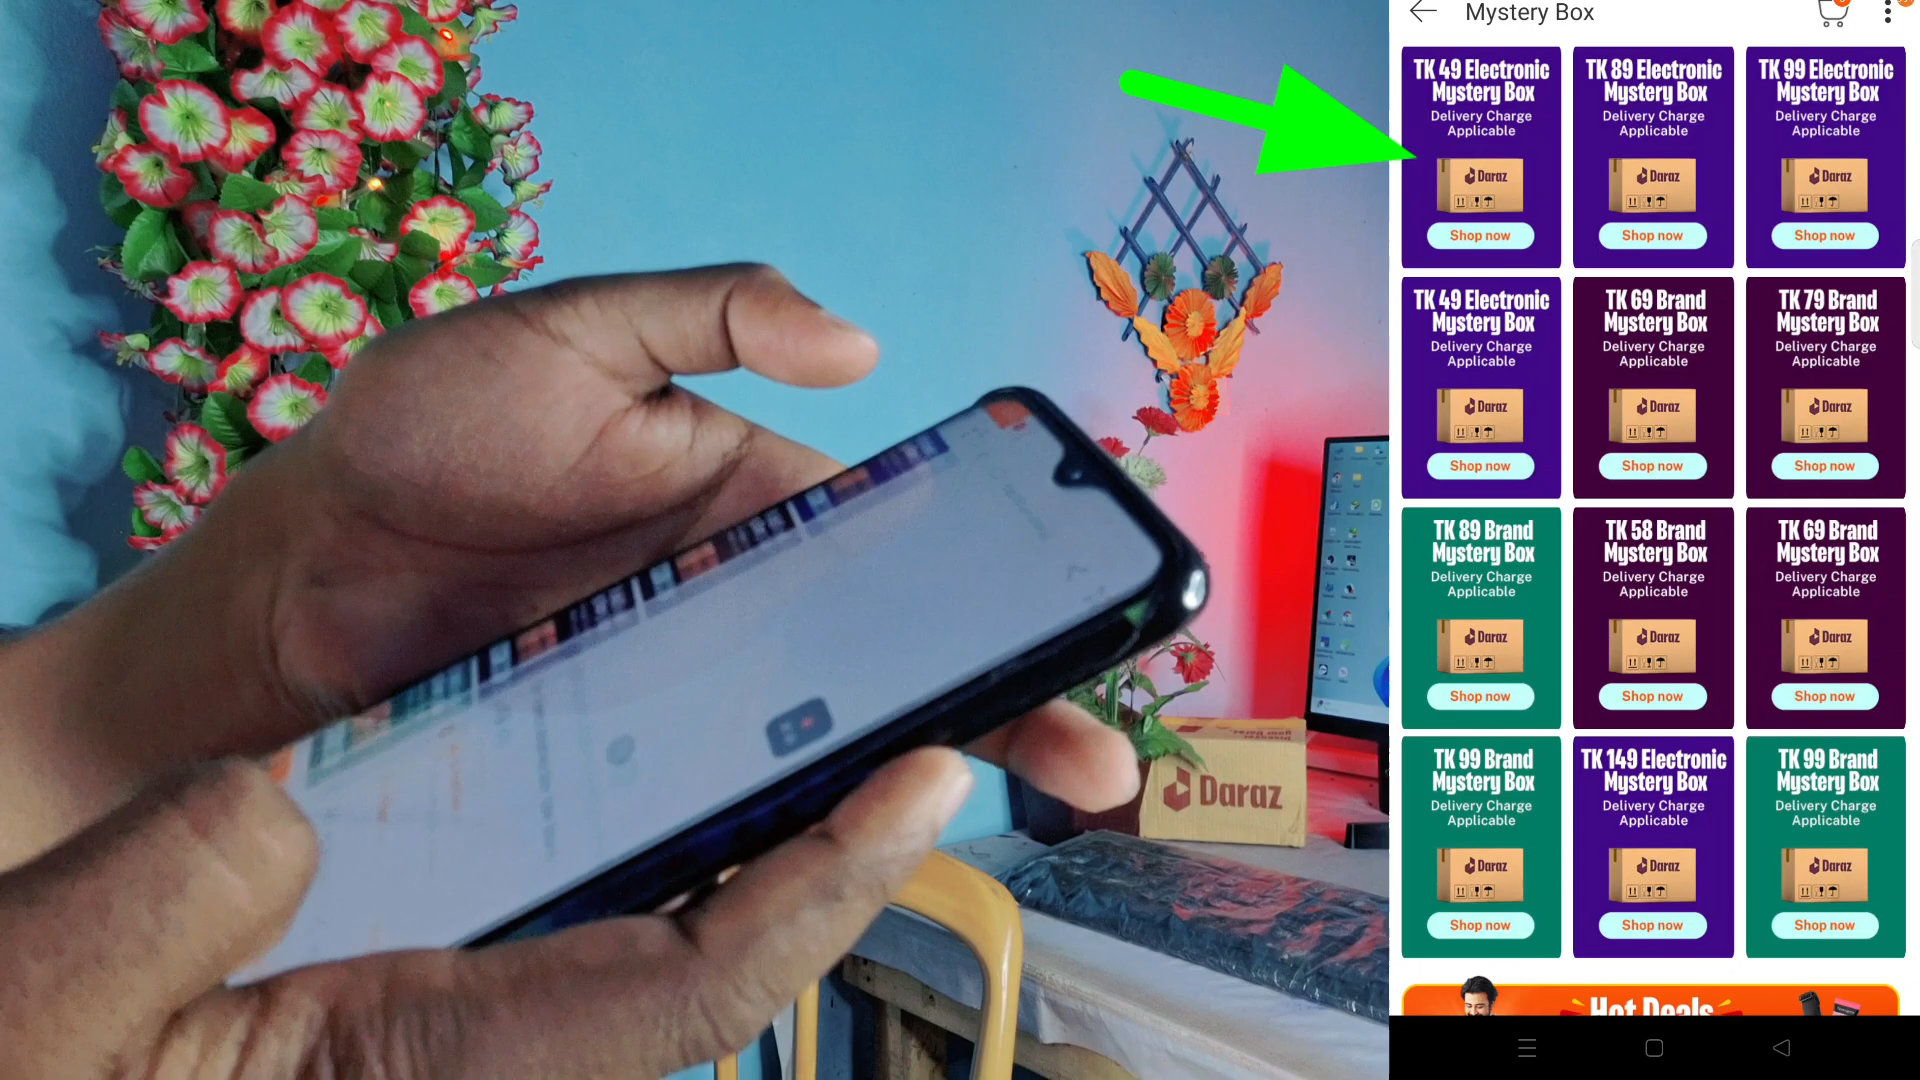 Mystery Box
TK 49 Electronic
Mystery Box
Delivery Charge
Applicable
Daraz
Shop now
TK 89 Electronic
Mystery Box
Delivery Charge
Applicable
Daraz
Shop now
TK 99 Electronic
Mystery Box
Delivery Charge
Applicable
Daraz
Shop now
TK 49 Electronic
Mystery Box
Delivery Charge
Applicable
Daraz
Shop now
TK 69 Brand
Mystery Box
Delivery Charge
Applicable
Daraz
Shop now
TK 79 Brand
Mystery Box
Delivery Charge
Applicable
Daraz
Shop now
TK 89 Brand
Mystery Box
Delivery Charge
Applicable
Daraz
Shop now
TK 58 Brand
Mystery Box
Delivery Charge
Applicable
Daraz
Shop now
TK 69 Brand
Mystery Box
Delivery Charge
Applicable
Daraz
Shop now
TK 99 Brand
Mystery Box
Delivery Charge
Applicable
Daraz
Shop now
TK 149 Electronic
Mystery Box
Delivery Charge
Applicable
Daraz
Shop now
TK 99 Brand
Mystery Box
Delivery Charge
Applicable
Daraz
Shop now
Hot Deals
Daraz